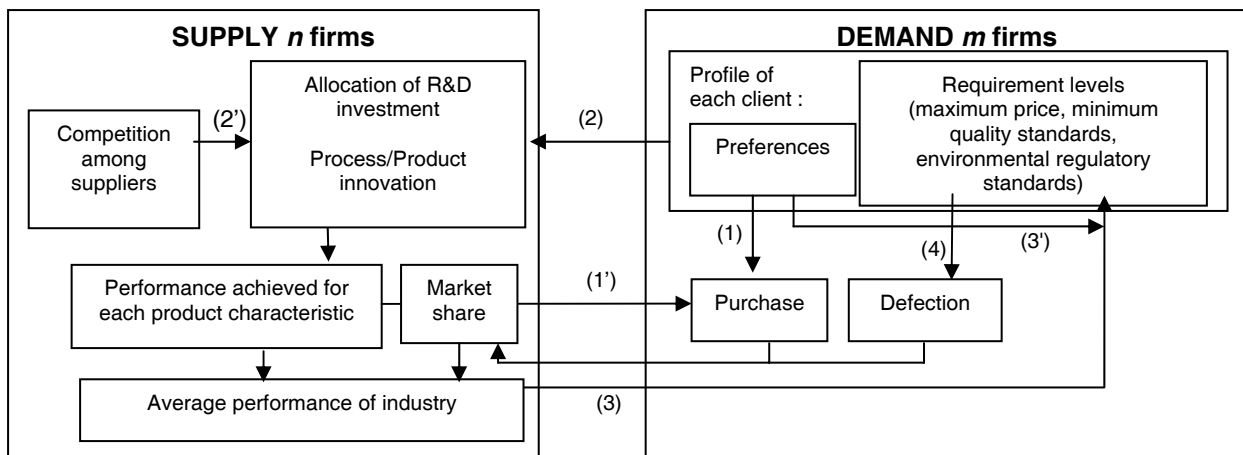 SUPPLY n firms
Allocation of R&D
investment
Process/Product
innovation
Competition
among
suppliers
(2')
Performance achieved for
each product characteristic
Market
share
Average performance of industry
(2)
(1’)
(3)
DEMAND m firms
Profile of
each client :
Preferences
Requirement levels
(maximum price, minimum
quality standards,
environmental regulatory
standards)
(1)
(4)
(3')
Purchase
Defection